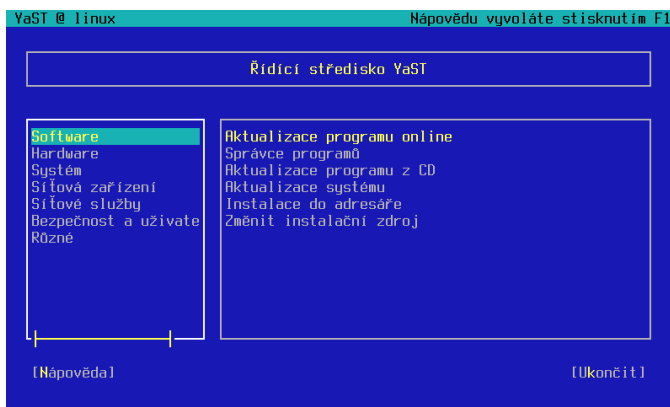 YaST @ linux Nápovědu vyvoláte stisknutím F1
Řídící středisko YaST
Software
Hardware
Systém
Síťová zařízení
Síťové služby
Bezpečnost a uživate
Různé
Aktualizace programu online
Správce programů
Aktualizace programu z CD
Aktualizace systému
Instalace do adresáře
Změnit instalační zdroj
[Nápověda] [Ukončit]